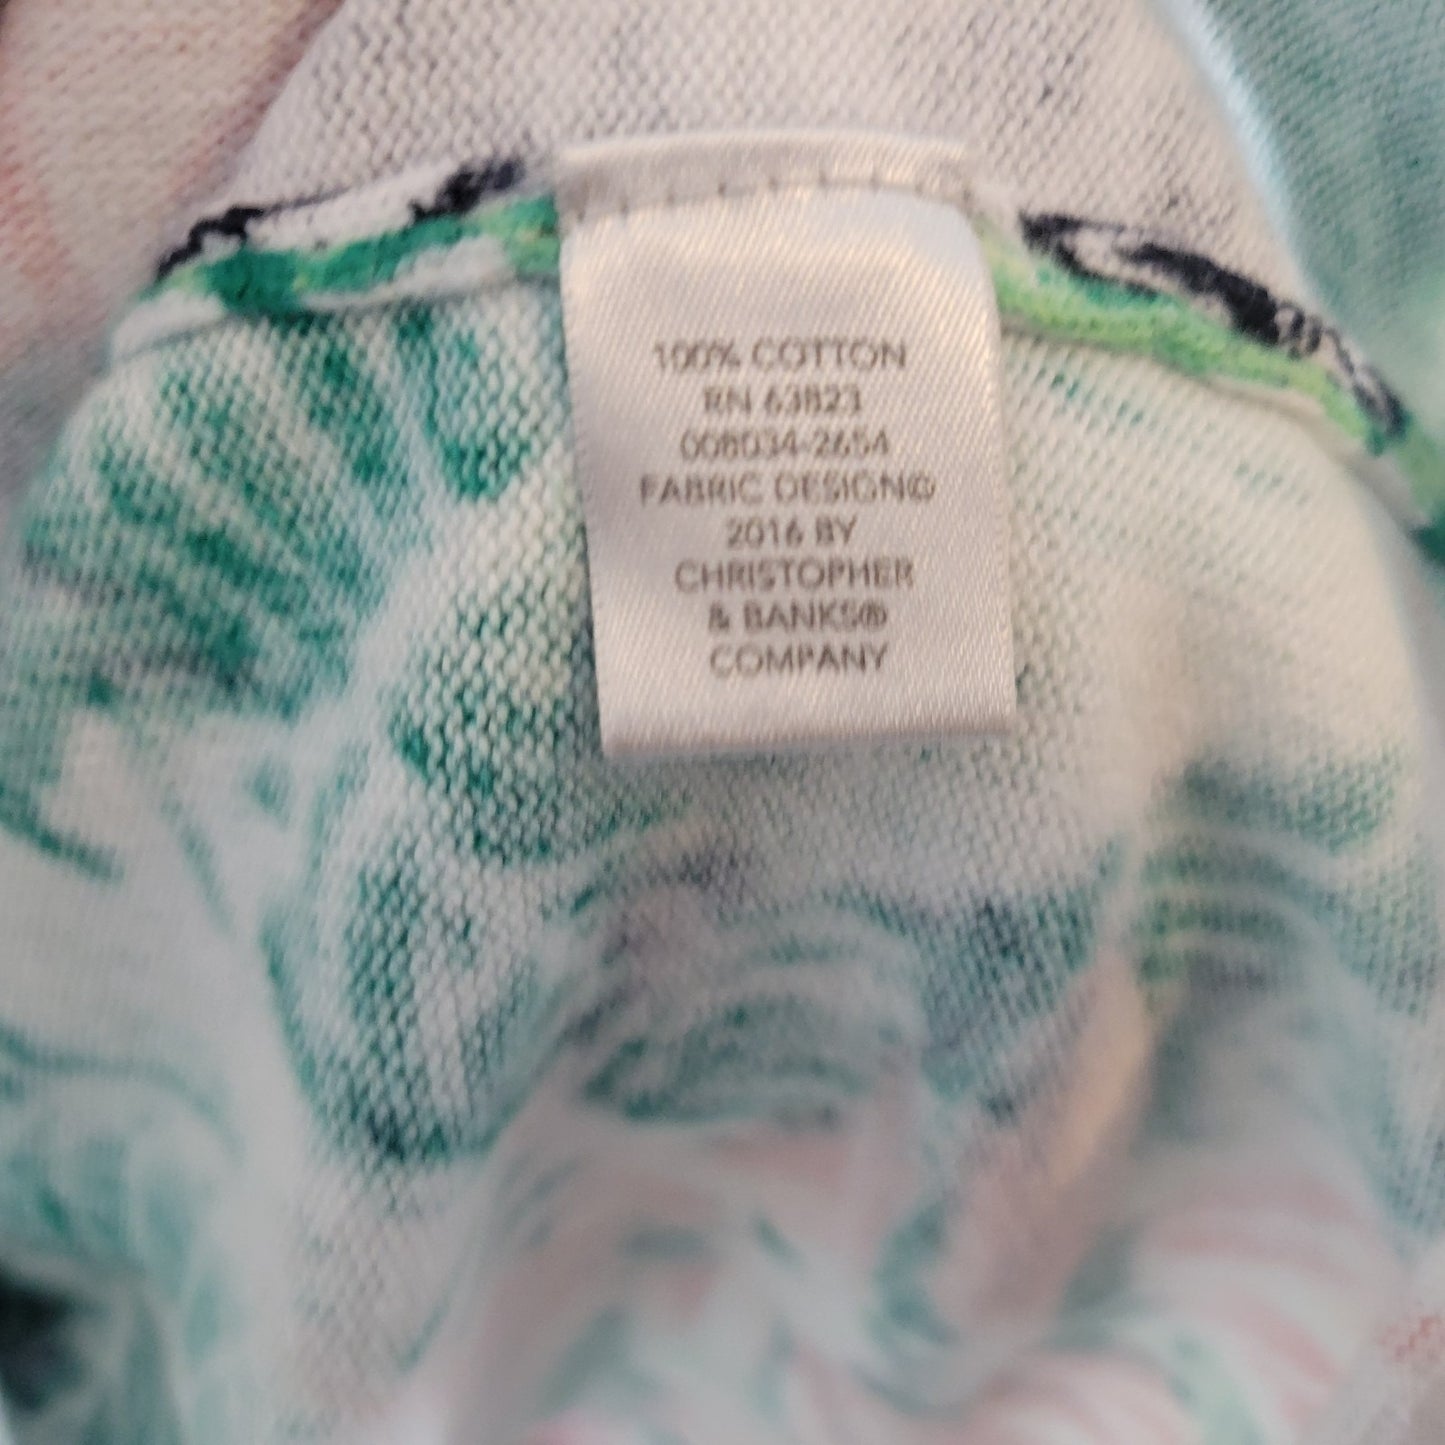 100% COTTON
RN 63823
008034-2654
FABRIC DESIGN©
2016 BY
CHRISTOPHER
& BANKS®
COMPANY